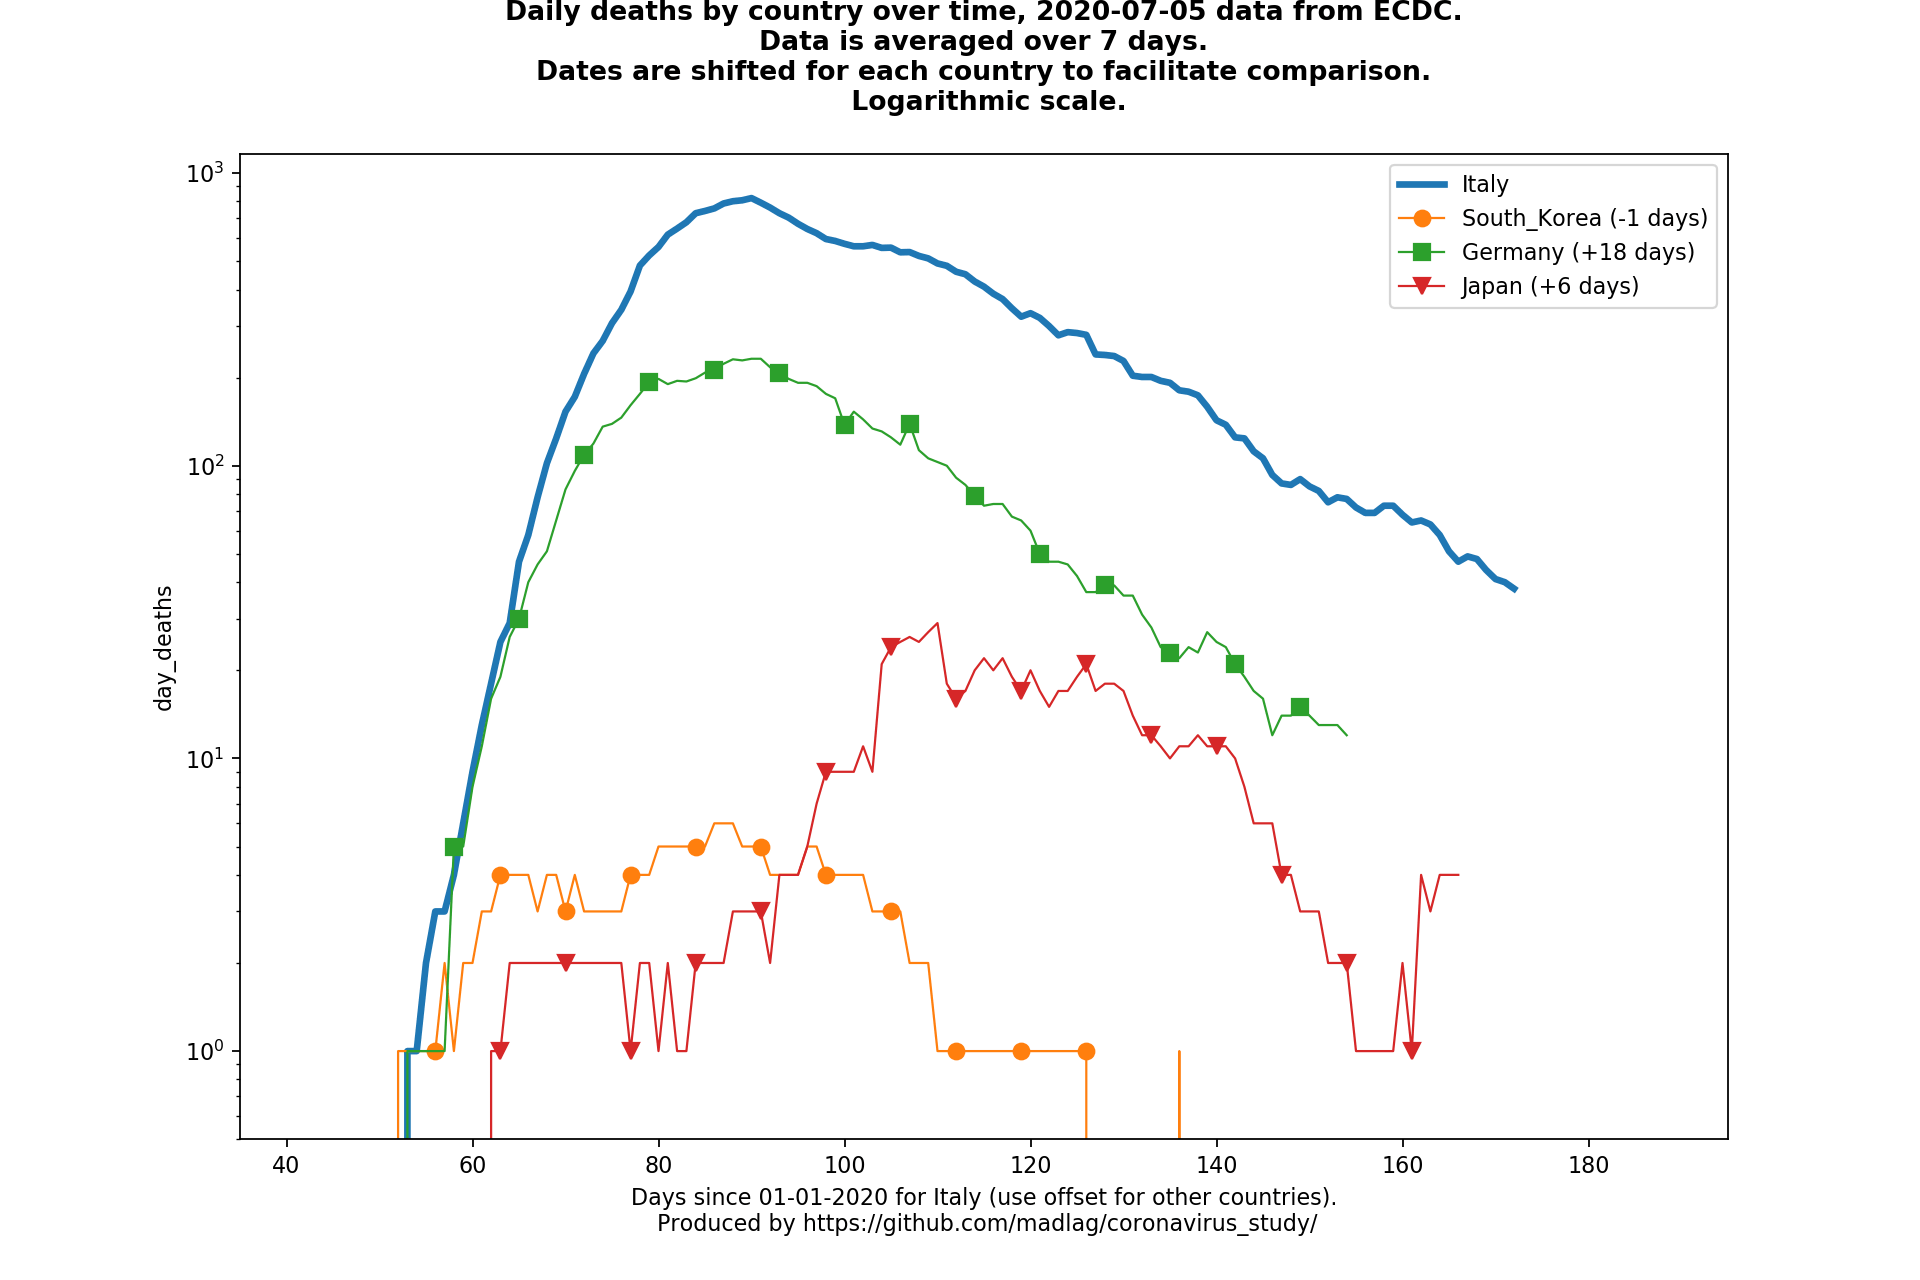 Daily deaths by country over time, 2020-07-05 data from ECDC.
Data is averaged over 7 days.
Dates are shifted for each country to facilitate comparison.
Logarithmic scale.
10³
10²
10¹
10⁰
day_deaths
Italy
South_Korea (-1 days)
Germany (+18 days)
Japan (+6 days)
40 60 80 100 120 140 160 180
Days since 01-01-2020 for Italy (use offset for other countries).
Produced by https://github.com/madlag/coronavirus_study/